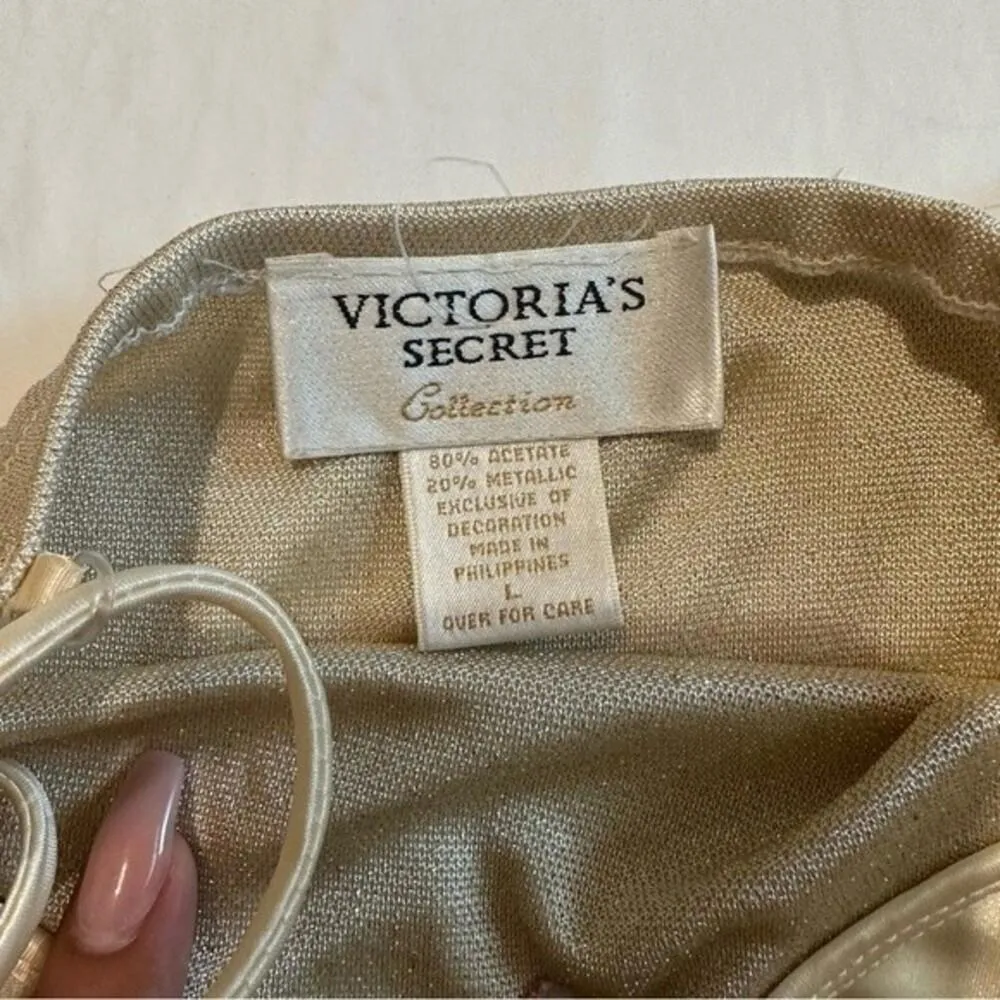 VICTORIA'S
SECRET
Collection
80% ACETATE
20% METALLIC
EXCLUSIVE OF
DECORATION
MADE IN
PHILIPPINES
L
OVER FOR CARE